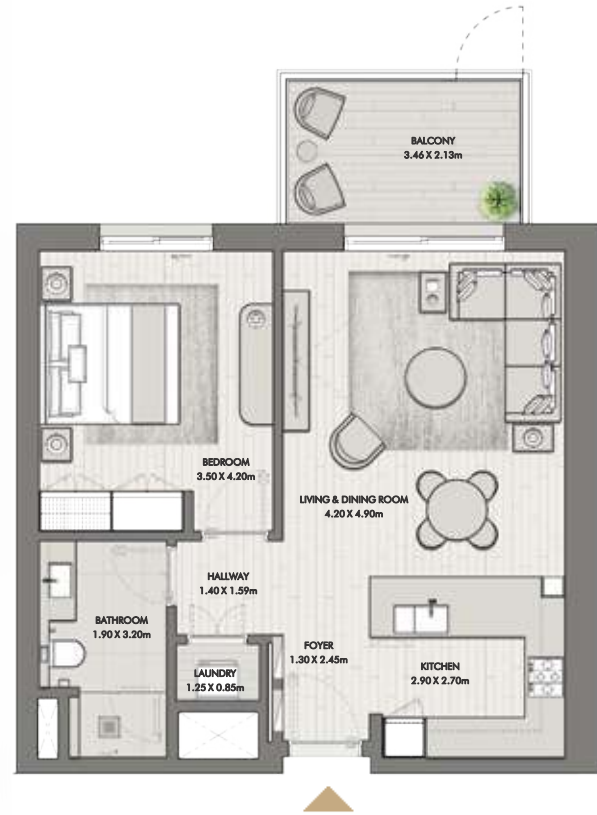 BALCONY
3.46 X 2.13m
BEDROOM
3.50 X 4.20m
LIVING & DINING ROOM
4.20 X 4.90m
HALLWAY
1.40 X 1.59m
BATHROOM
1.90 X 3.20m
FOYER
1.30 X 2.45m
LAUNDRY
1.25 X 0.85m
KITCHEN
2.90 X 2.70m